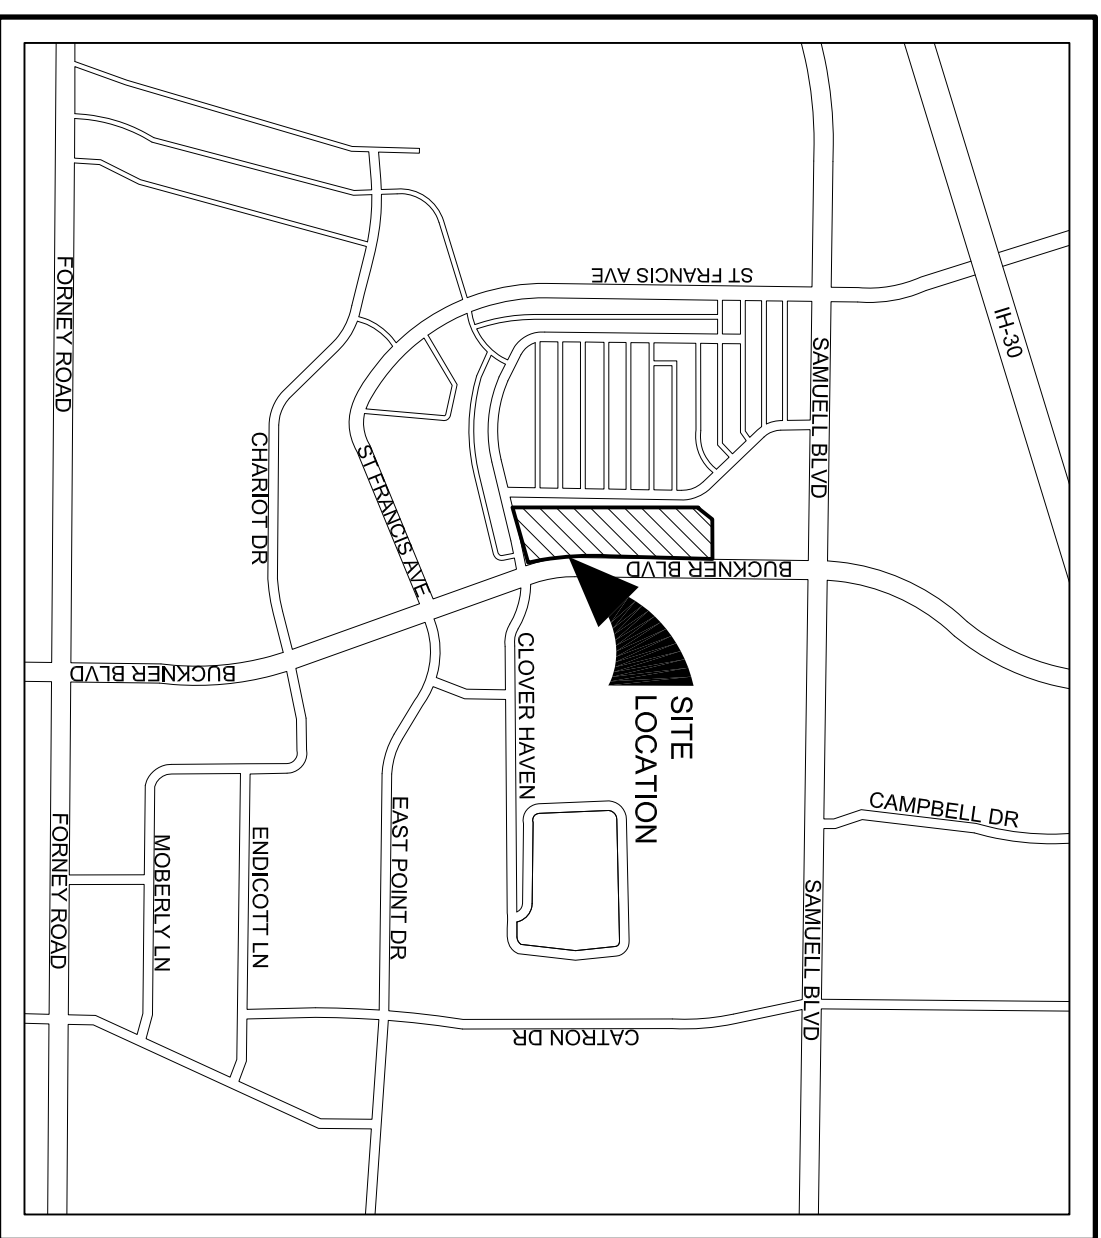 IH-30
CAMPBELL DR
SAMUELL BLVD
SAMUELL BLVD
ST FRANCIS AVE
BUCKNER BLVD
SITE
LOCATION
CLOVER HAVEN
CATRON DR
ST FRANCIS AVE
EAST POINT DR
CHARIOT DR
ENDICOTT LN
BUCKNER BLVD
MOBERLY LN
FORNEY ROAD
FORNEY ROAD